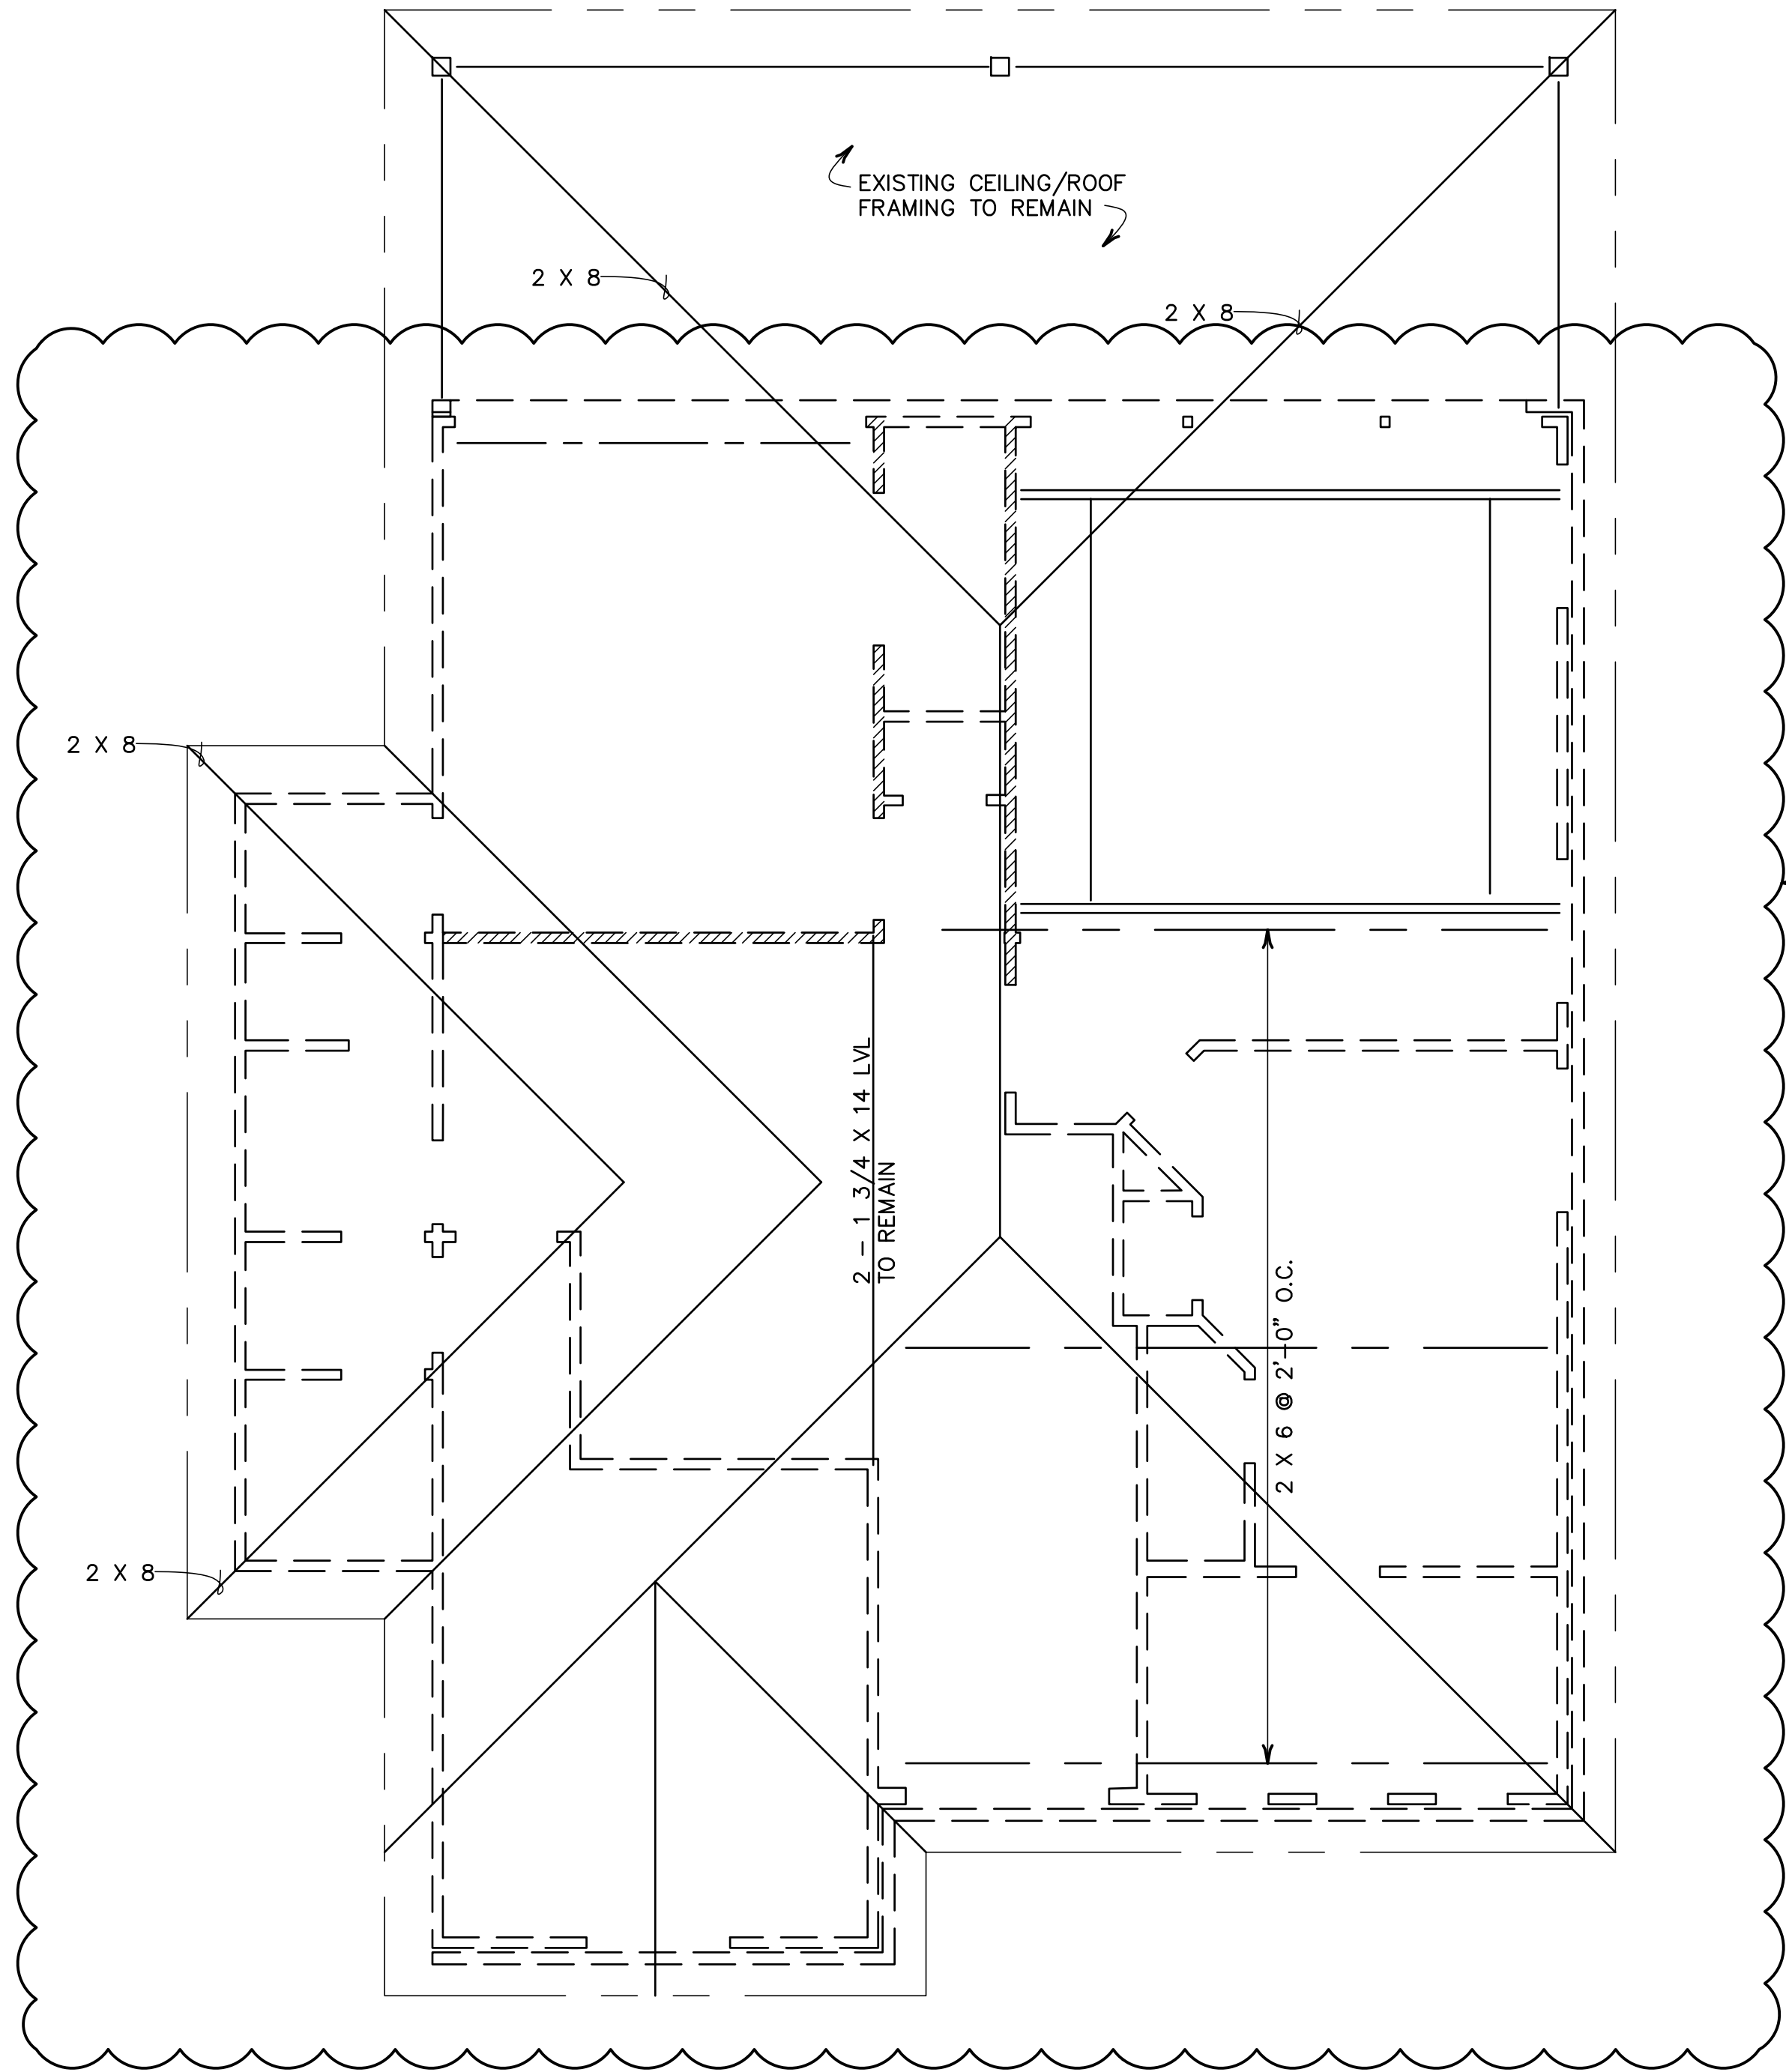 EXISTING CEILING/ROOF
FRAMING TO REMAIN
2 X 8
2 X 8
2 X 8
2 - 1 3/4 X 14 LVL
TO REMAIN
2 X 6 @ 2'-0" O.C.
2 X 8